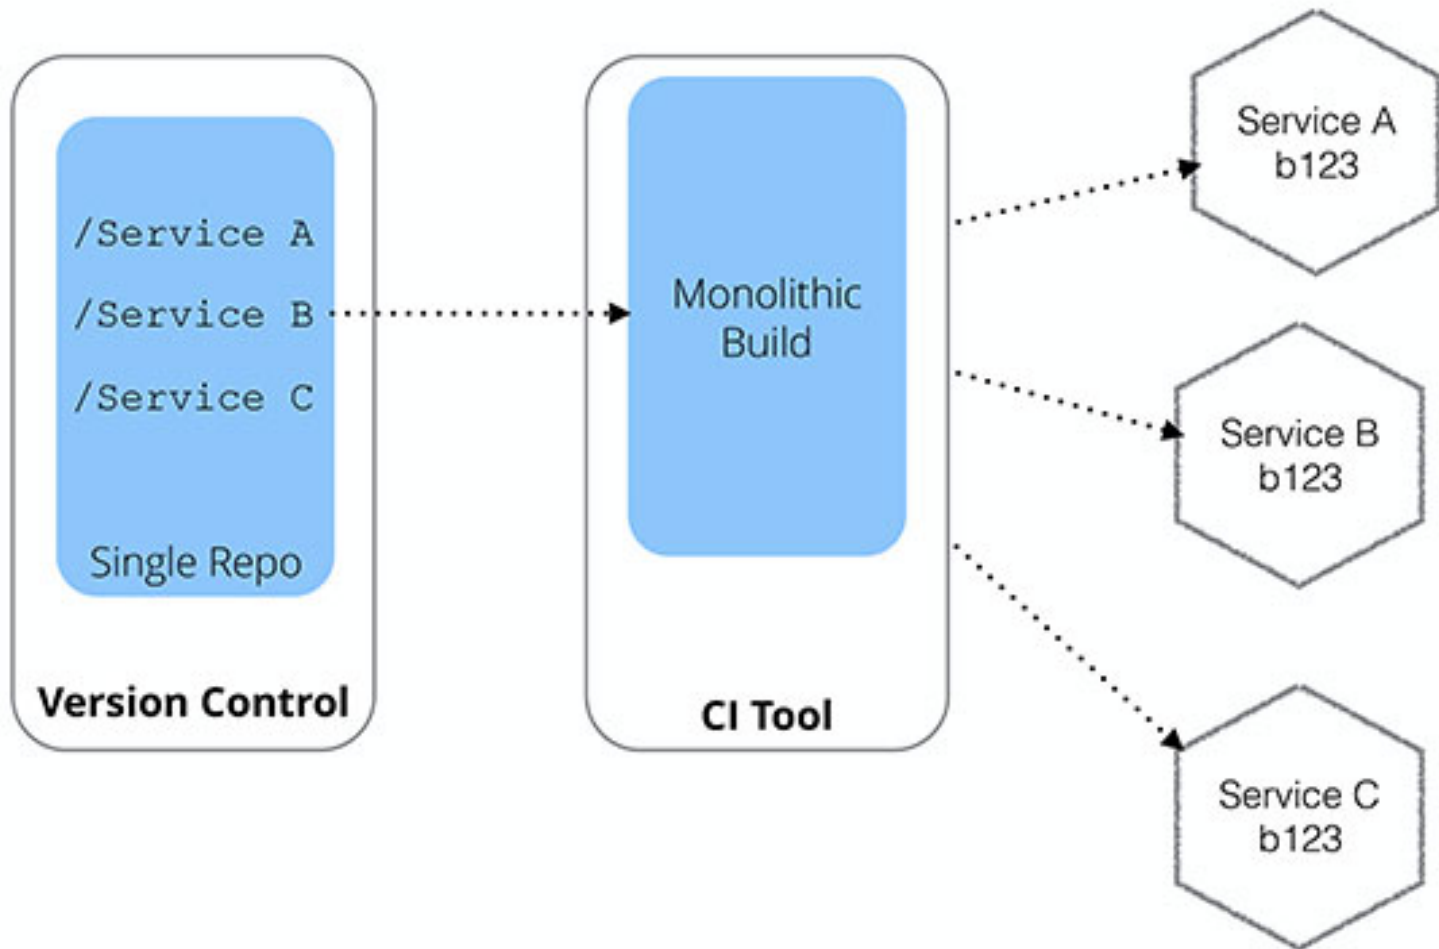 /Service A
/Service B
/Service C
Single Repo
Version Control
Monolithic
Build
CI Tool
Service A
b123
Service B
b123
Service C
b123